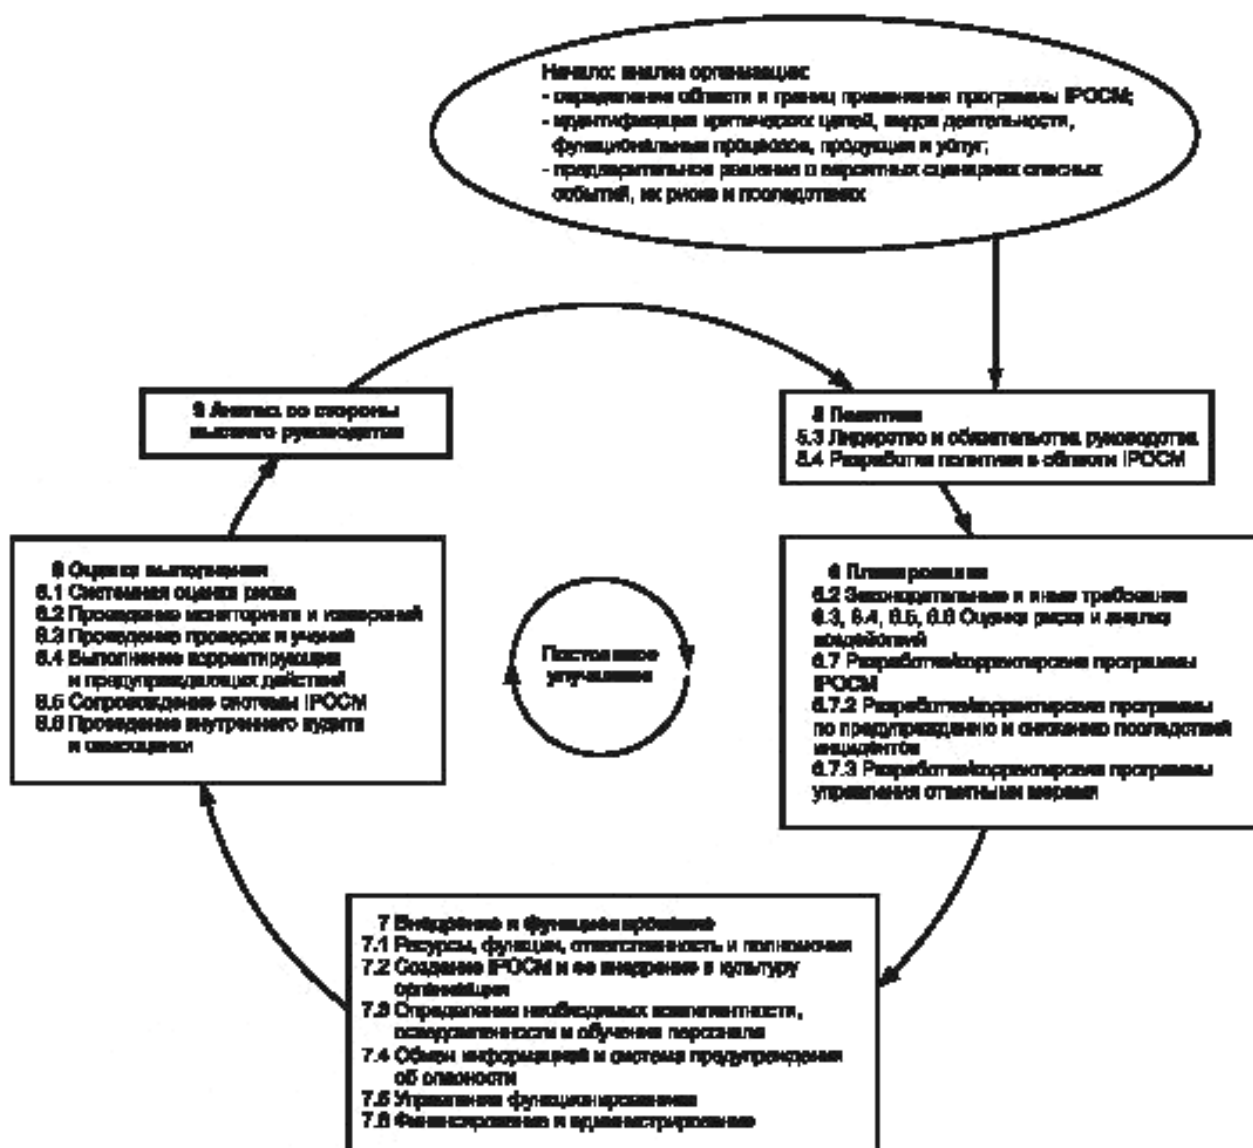 Начало: анализ организации:
- определение области и границ применения программы IPOCM;
- идентификация критических целей, видов деятельности,
функциональных процессов, продукции и услуг;
- предварительное решение о вероятных сценариях опасных
событий, их риске и последствиях
9 Анализ со стороны
высшего руководства
5 Политика
5.3 Лидерство и обязательства руководства
5.4 Разработка политики в области IPOCM
8 Оценка выполнения
8.1 Системная оценка риска
8.2 Проведение мониторинга и измерений
8.3 Проведение проверок и учений
8.4 Выполнение корректирующих
и предупреждающих действий
8.5 Сопровождение системы IPOCM
8.6 Проведение внутреннего аудита
и самооценки
Постоянное
улучшение
6 Планирование
6.2 Законодательные и иные требования
6.3, 6.4, 6.5, 6.6 Оценка риска и анализ
воздействий
6.7 Разработка/корректировка программы
IPOCM
6.7.2 Разработка/корректировка программы
по предупреждению и снижению последствий
инцидентов
6.7.3 Разработка/корректировка программы
управления ответными мерами
7 Внедрение и функционирование
7.1 Ресурсы, функции, ответственность и полномочия
7.2 Создание IPOCM и ее внедрение в культуру
организации
7.3 Определение необходимых компетентности,
осведомленности и обучения персонала
7.4 Обмен информацией и система предупреждения
об опасности
7.5 Управление функционированием
7.6 Финансирование и администрирование